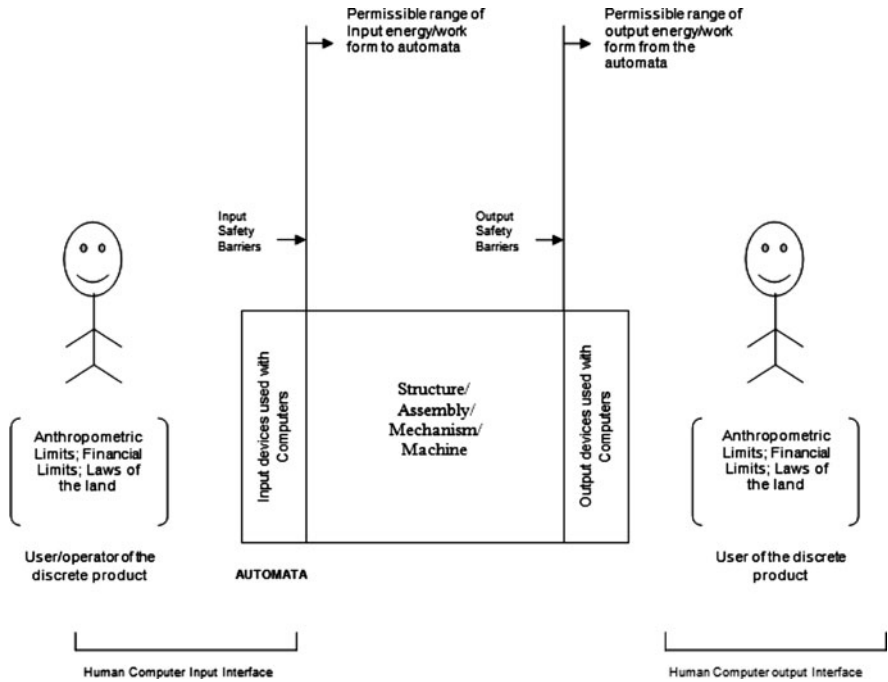 Permissible range of
Input energy/work
form to automata
Permissible range of
output energy/work
form from the
automata
Input
Safety
Barriers
Output
Safety
Barriers
Input devices used with
Computers
Structure/
Assembly/
Mechanism/
Machine
Output devices used with
Computers
Anthropometric
Limits; Financial
Limits; Laws of
the land
Anthropometric
Limits; Financial
Limits; Laws of
the land
User/operator of the
discrete product
AUTOMATA
User of the discrete
product
Human Computer Input Interface
Human Computer output Interface